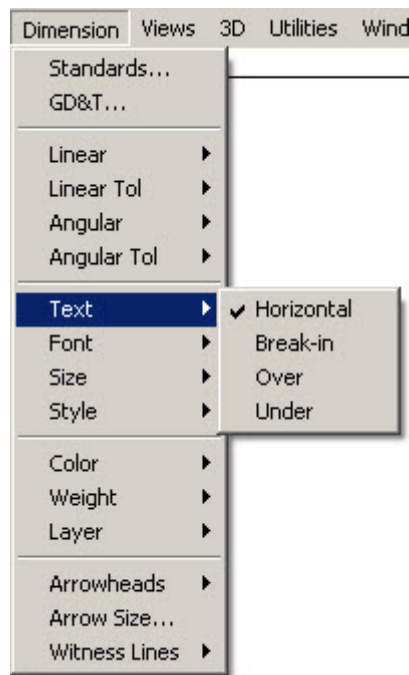 Dimension Views 3D Utilities Wind
Standards...
GD&T...
Linear
Linear Tol
Angular
Angular Tol
Text
Font
Size
Style
Color
Weight
Layer
Arrowheads
Arrow Size...
Witness Lines
Horizontal
Break-in
Over
Under